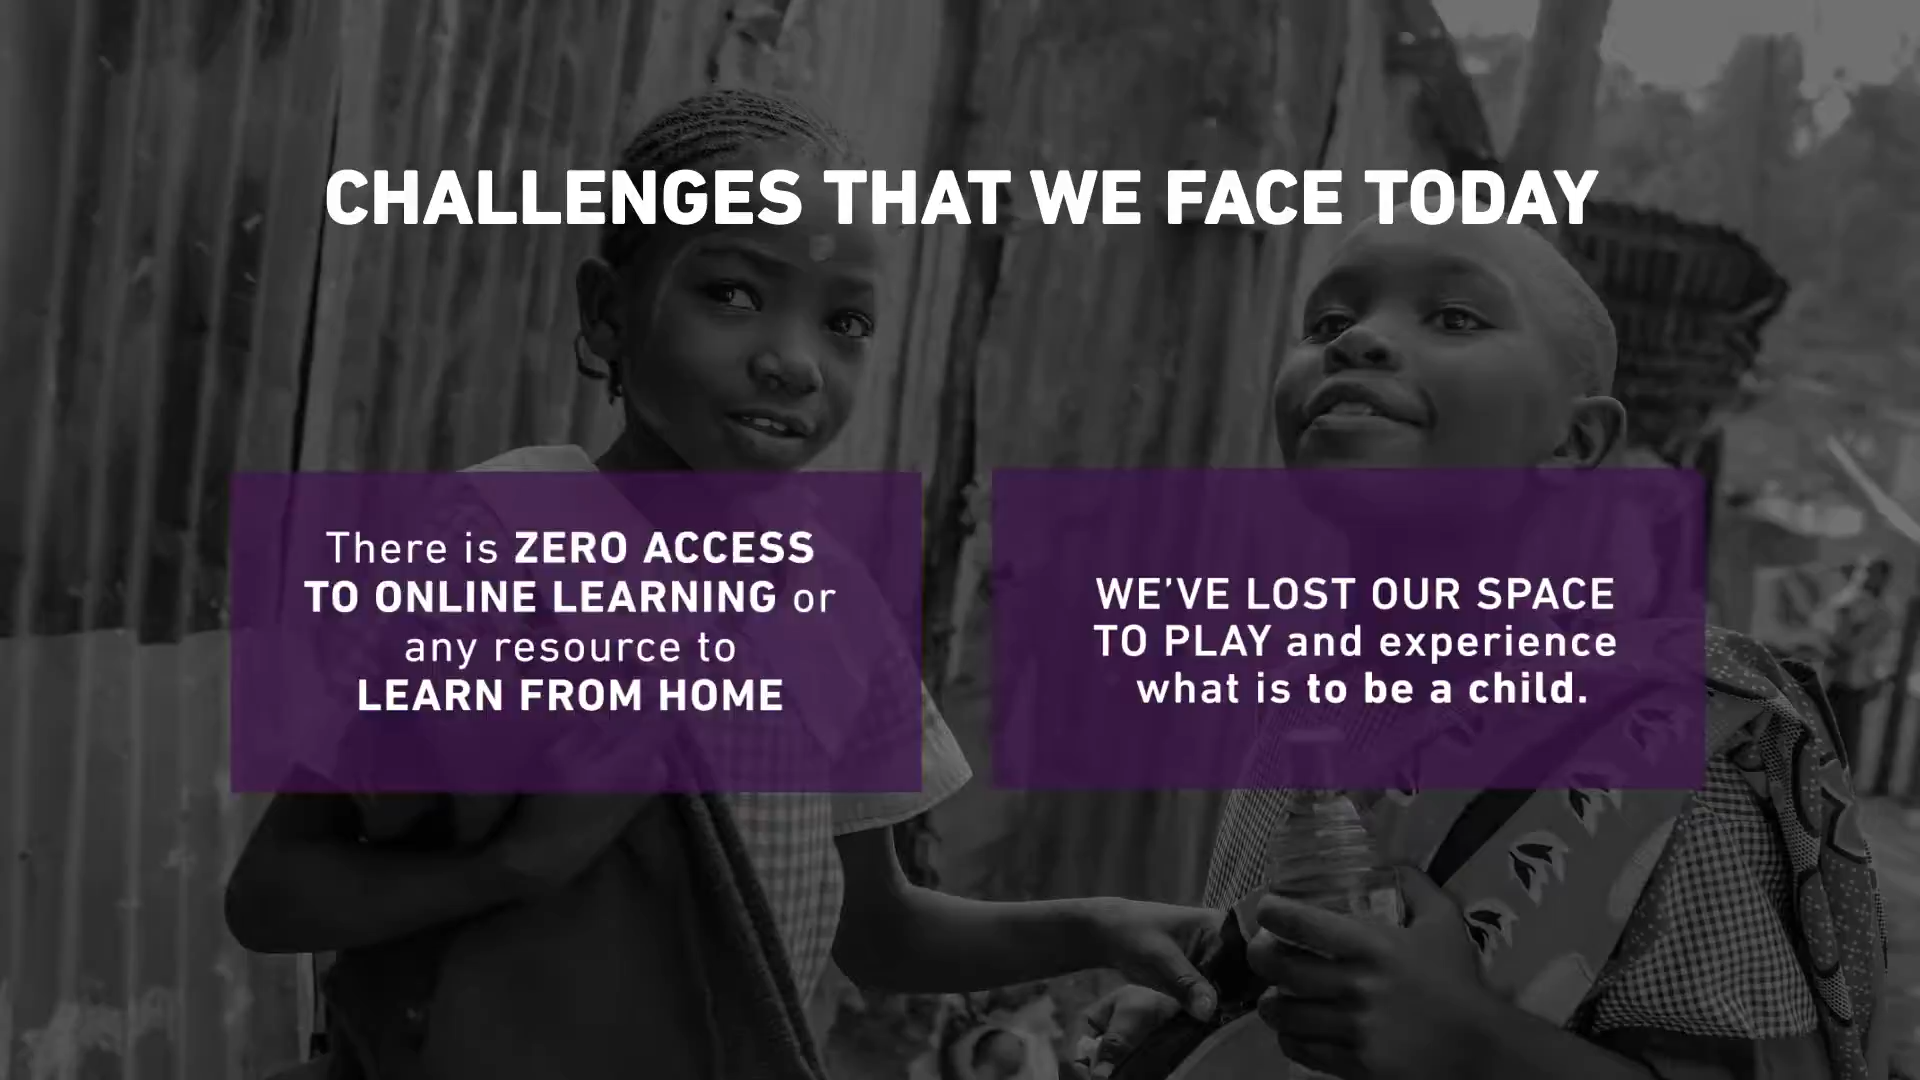 CHALLENGES THAT WE FACE TODAY
There is ZERO ACCESS
TO ONLINE LEARNING or
any resource to
LEARN FROM HOME
WE'VE LOST OUR SPACE
TO PLAY and experience
what is to be a child.